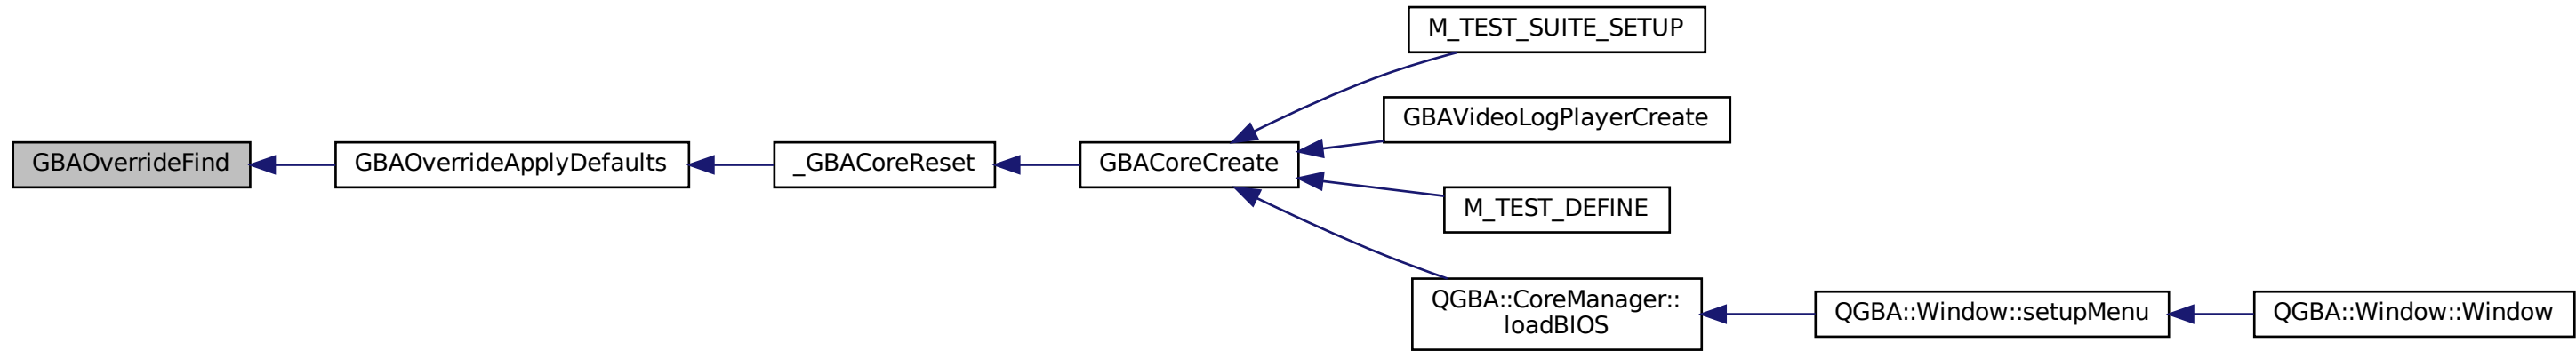 M_TEST_SUITE_SETUP
GBAVideoLogPlayerCreate
GBAOverrideFind
GBAOverrideApplyDefaults
_GBACoreReset
GBACoreCreate
M_TEST_DEFINE
QGBA::CoreManager::
loadBIOS
QGBA::Window::setupMenu
QGBA::Window::Window